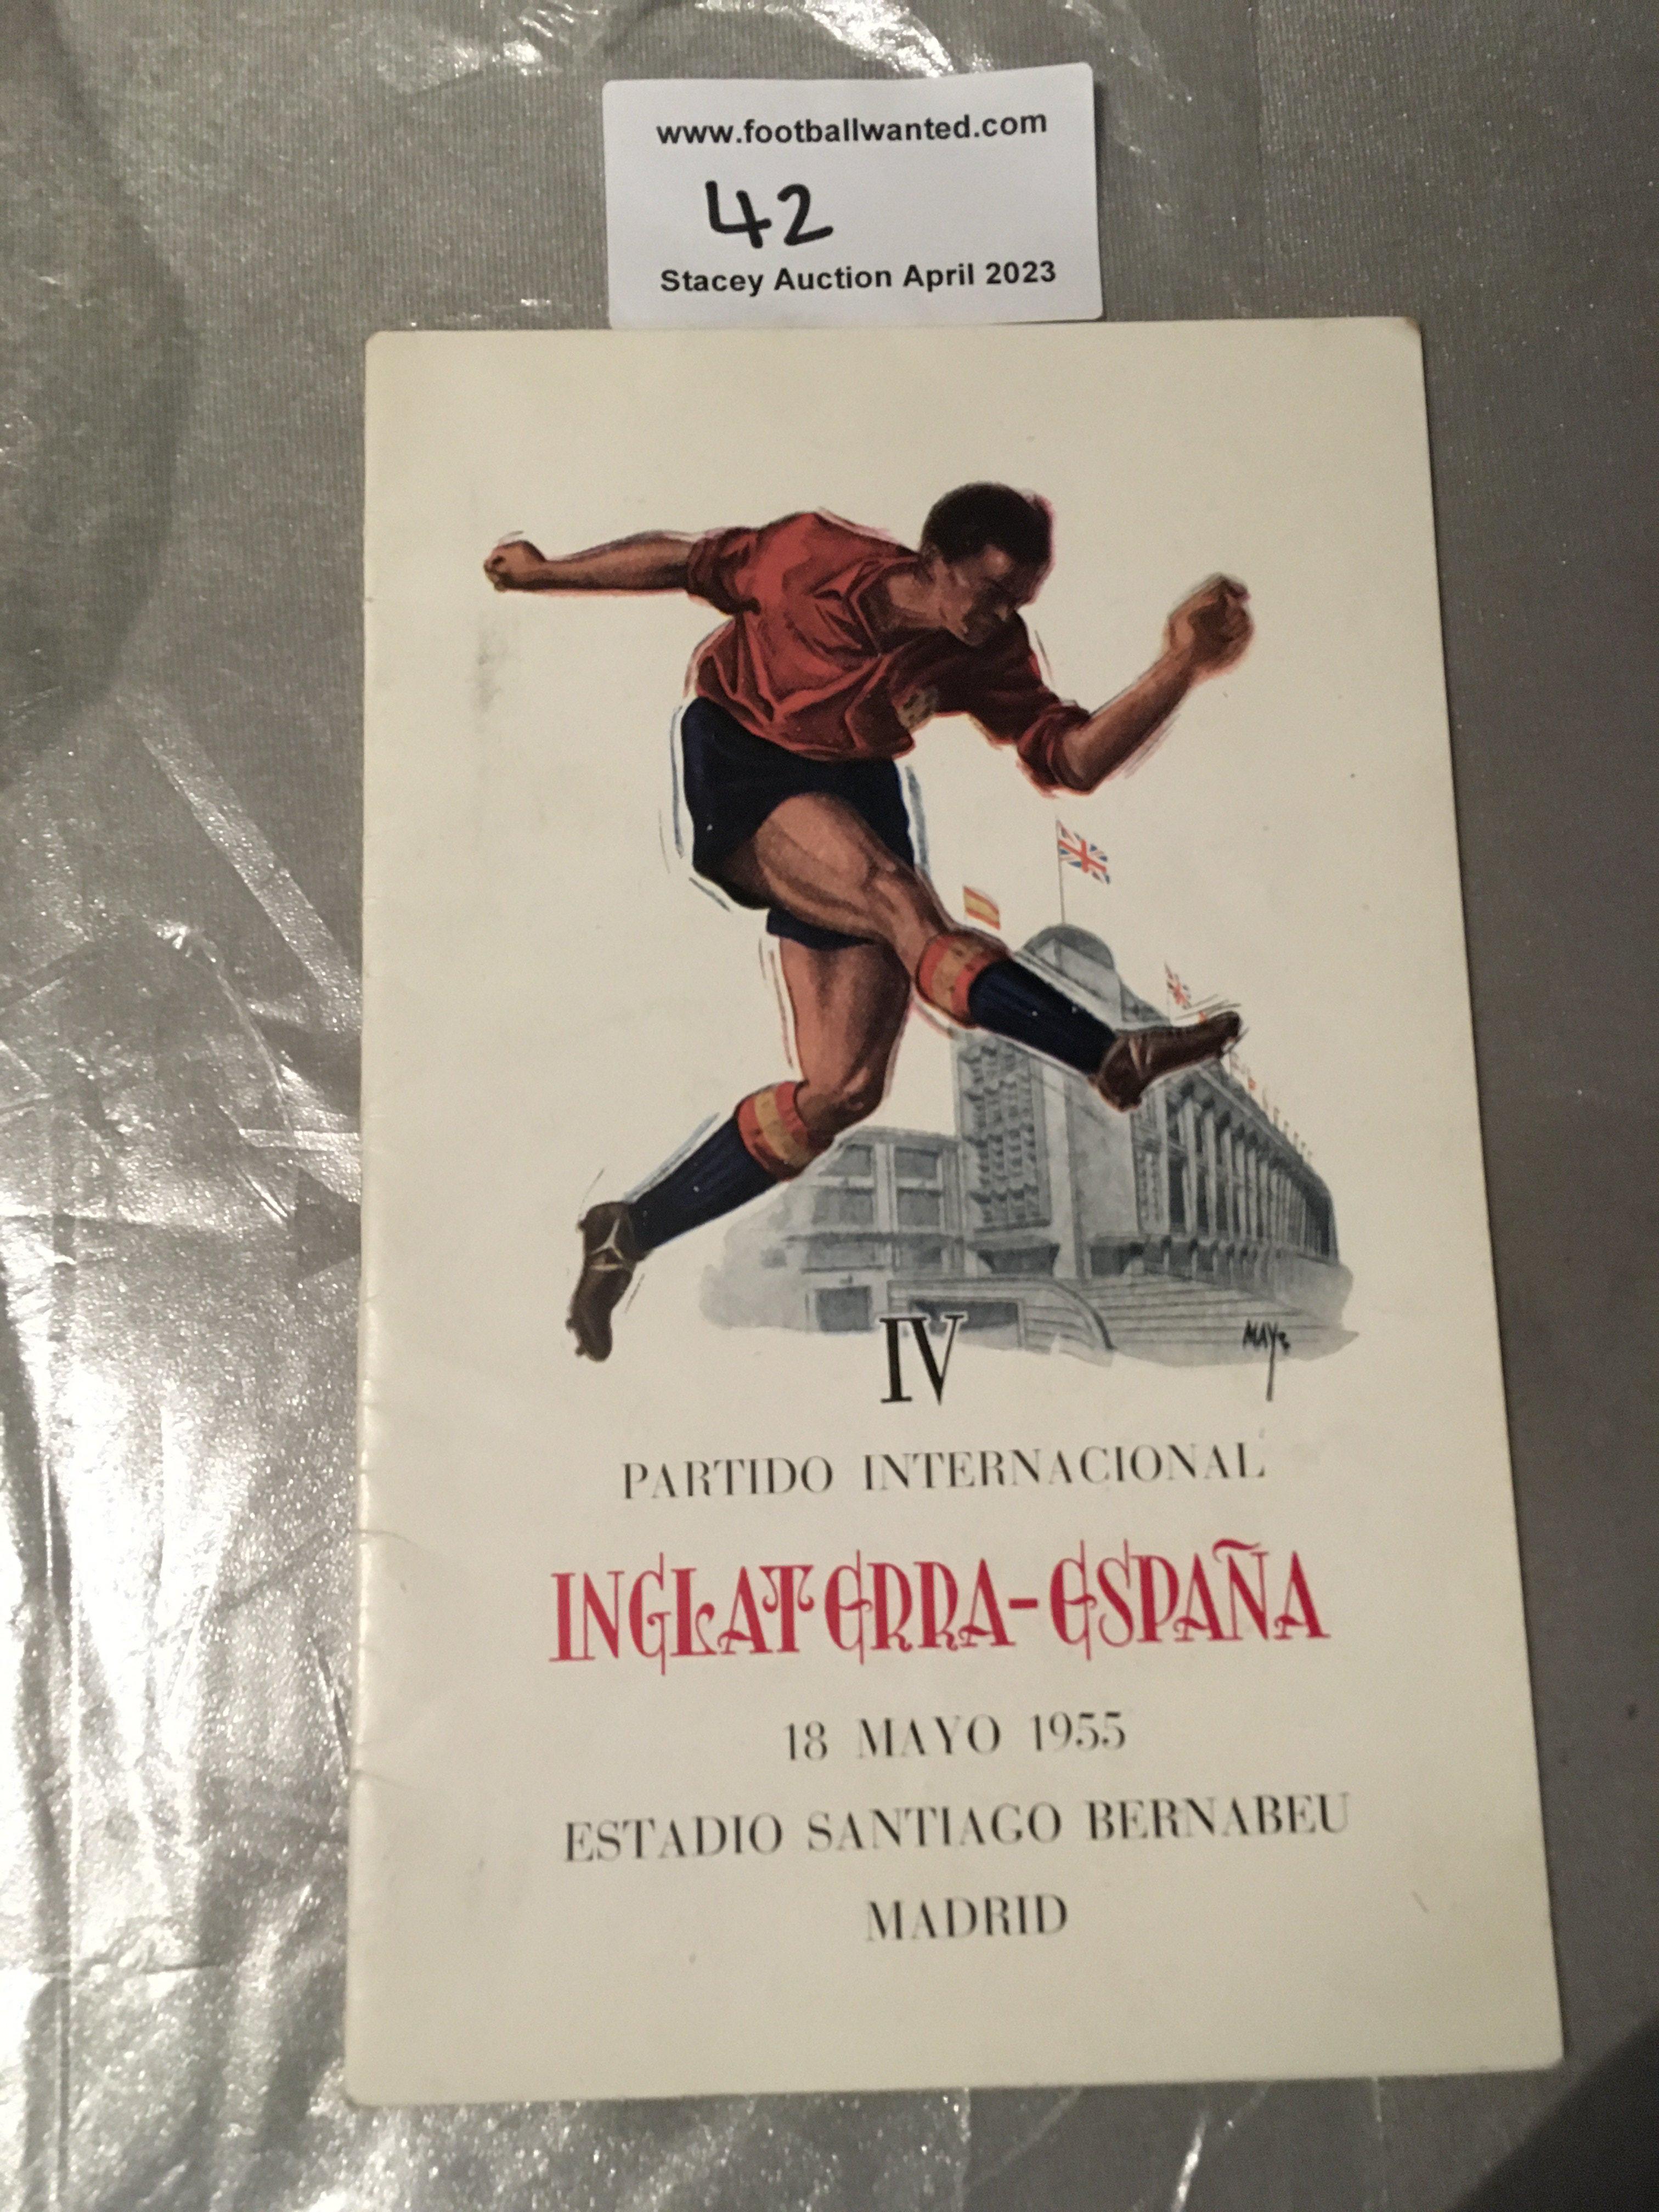 www.footballwanted.com
42
Stacey Auction April 2023
IV
PARTIDO INTERNACIONAL
INGLATERRA-ESPAÑA
18 MAYO 1955
ESTADIO SANTIAGO BERNABEU
MADRID